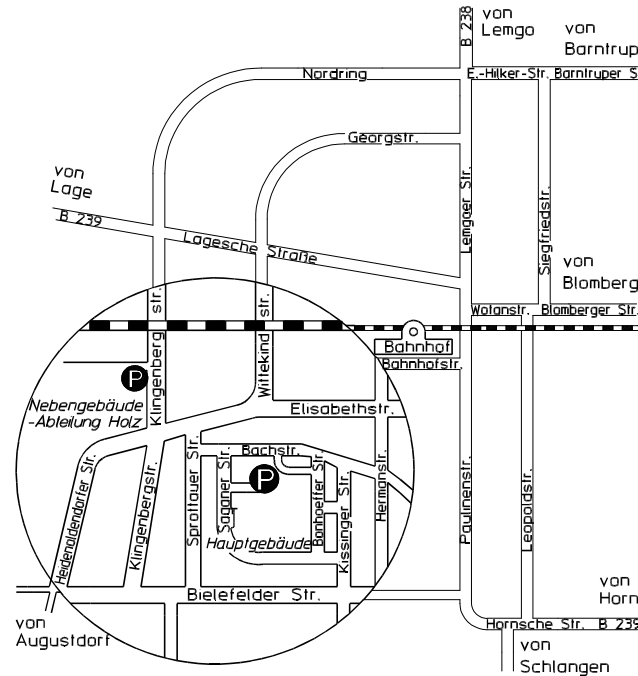 B 238
von
Lemgo
von
Barntrup
Nordring
E.-Hilker-Str.
Barntruper S
Georgstr.
von
Lage
B 239
Lagesche Straße
Lemgoer Str.
Siegfriedstr.
von
Blomberg
Wotanstr.
Blomberger Str.
Klingenberg str.
Wittekind str.
Bahnhof
Bahnhofstr.
P
Nebengebäude
-Abteilung Holz
Elisabethstr.
Bachstr.
P
Heidenoldendorfer Str.
Klingenbergstr.
Sprottauer Str.
Saganer Str.
Bonhoeffer Str.
Kissinger Str.
Hermanstr.
Paulinenstr.
Leopoldstr.
Hauptgebäude
Bielefelder Str.
von
Horn
Hornsche Str.
B 239
von
Augustdorf
von
Schlangen